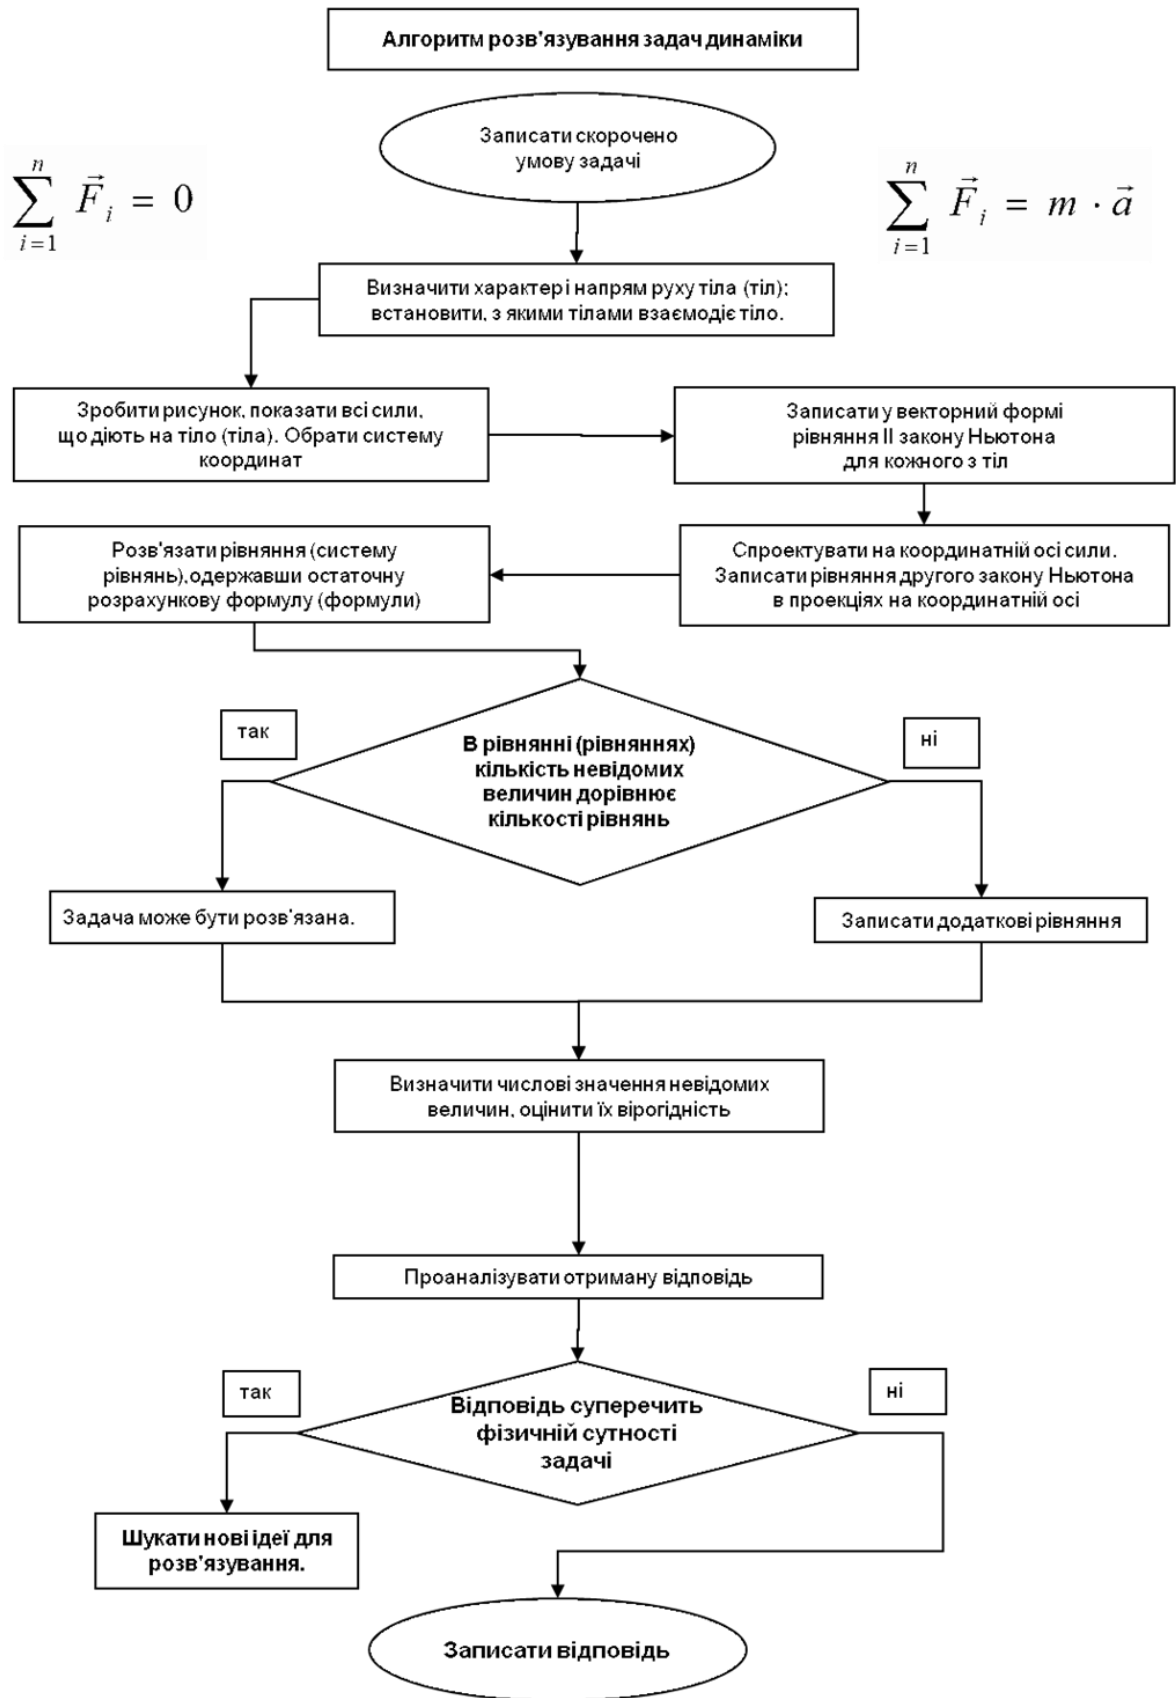 Алгоритм розв'язування задач динаміки
Записати скорочено
умову задачі
n
∑ F⃗ i = 0
i=1
n
∑ F⃗ i = m · a⃗
i=1
Визначити характер і напрям руху тіла (тіл);
встановити, з якими тілами взаємодіє тіло.
Зробити рисунок, показати всі сили,
що діють на тіло (тіла). Обрати систему
координат
Записати у векторний формі
рівняння II закону Ньютона
для кожного з тіл
Розв'язати рівняння (систему
рівнянь),одержавши остаточну
розрахункову формулу (формули)
Спроектувати на координатній осі сили.
Записати рівняння другого закону Ньютона
в проекціях на координатній осі
так
ні
В рівнянні (рівняннях)
кількість невідомих
величин дорівнює
кількості рівнянь
Задача може бути розв'язана.
Записати додаткові рівняння
Визначити числові значення невідомих
величин, оцінити їх вірогідність
Проаналізувати отриману відповідь
так
ні
Відповідь суперечить
фізичній сутності
задачі
Шукати нові ідеї для
розв'язування.
Записати відповідь